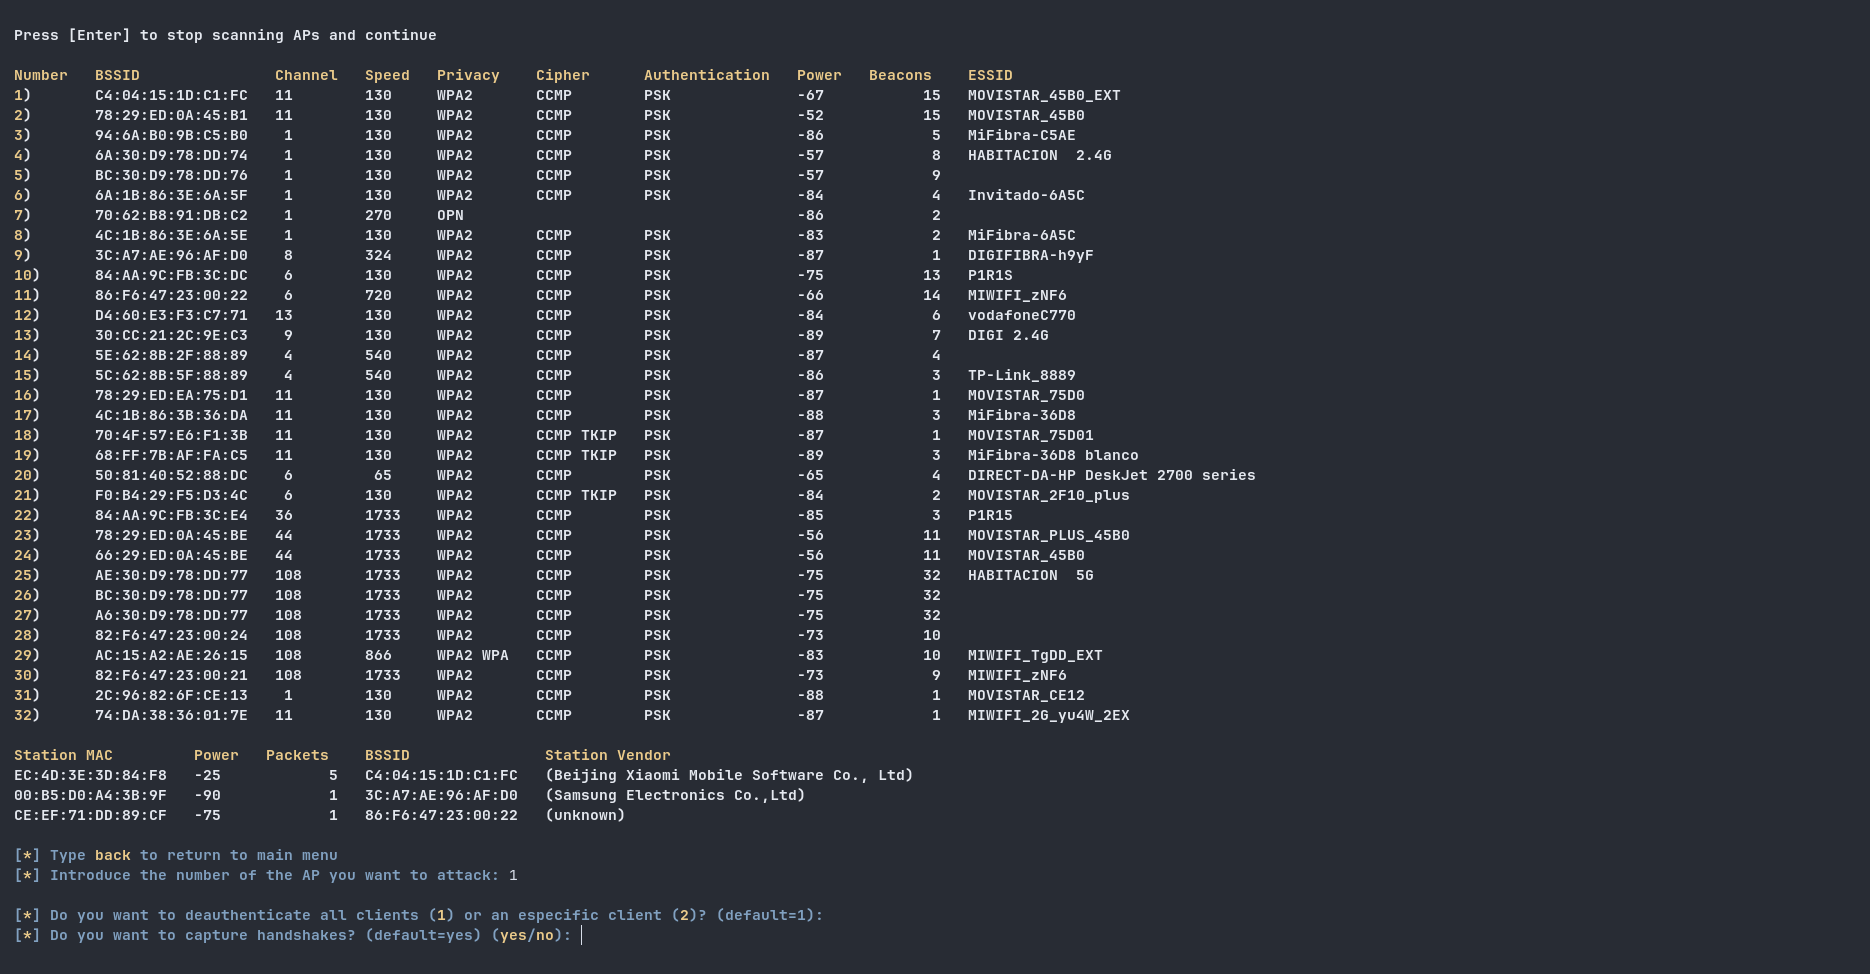 Press [Enter] to stop scanning APs and continue
Number BSSID Channel Speed Privacy Cipher Authentication Power Beacons ESSID
1) C4:04:15:1D:C1:FC 11 130 WPA2 CCMP PSK -67 15 MOVISTAR_45B0_EXT
2) 78:29:ED:0A:45:B1 11 130 WPA2 CCMP PSK -52 15 MOVISTAR_45B0
3) 94:6A:B0:9B:C5:B0 1 130 WPA2 CCMP PSK -86 5 MiFibra-C5AE
4) 6A:30:D9:78:DD:74 1 130 WPA2 CCMP PSK -57 8 HABITACION  2.4G
5) BC:30:D9:78:DD:76 1 130 WPA2 CCMP PSK -57 9
6) 6A:1B:86:3E:6A:5F 1 130 WPA2 CCMP PSK -84 4 Invitado-6A5C
7) 70:62:B8:91:DB:C2 1 270 OPN -86 2
8) 4C:1B:86:3E:6A:5E 1 130 WPA2 CCMP PSK -83 2 MiFibra-6A5C
9) 3C:A7:AE:96:AF:D0 8 324 WPA2 CCMP PSK -87 1 DIGIFIBRA-h9yF
10) 84:AA:9C:FB:3C:DC 6 130 WPA2 CCMP PSK -75 13 P1R1S
11) 86:F6:47:23:00:22 6 720 WPA2 CCMP PSK -66 14 MIWIFI_zNF6
12) D4:60:E3:F3:C7:71 13 130 WPA2 CCMP PSK -84 6 vodafoneC770
13) 30:CC:21:2C:9E:C3 9 130 WPA2 CCMP PSK -89 7 DIGI 2.4G
14) 5E:62:8B:2F:88:89 4 540 WPA2 CCMP PSK -87 4
15) 5C:62:8B:5F:88:89 4 540 WPA2 CCMP PSK -86 3 TP-Link_8889
16) 78:29:ED:EA:75:D1 11 130 WPA2 CCMP PSK -87 1 MOVISTAR_75D0
17) 4C:1B:86:3B:36:DA 11 130 WPA2 CCMP PSK -88 3 MiFibra-36D8
18) 70:4F:57:E6:F1:3B 11 130 WPA2 CCMP TKIP PSK -87 1 MOVISTAR_75D01
19) 68:FF:7B:AF:FA:C5 11 130 WPA2 CCMP TKIP PSK -89 3 MiFibra-36D8 blanco
20) 50:81:40:52:88:DC 6 65 WPA2 CCMP PSK -65 4 DIRECT-DA-HP DeskJet 2700 series
21) F0:B4:29:F5:D3:4C 6 130 WPA2 CCMP TKIP PSK -84 2 MOVISTAR_2F10_plus
22) 84:AA:9C:FB:3C:E4 36 1733 WPA2 CCMP PSK -85 3 P1R15
23) 78:29:ED:0A:45:BE 44 1733 WPA2 CCMP PSK -56 11 MOVISTAR_PLUS_45B0
24) 66:29:ED:0A:45:BE 44 1733 WPA2 CCMP PSK -56 11 MOVISTAR_45B0
25) AE:30:D9:78:DD:77 108 1733 WPA2 CCMP PSK -75 32 HABITACION  5G
26) BC:30:D9:78:DD:77 108 1733 WPA2 CCMP PSK -75 32
27) A6:30:D9:78:DD:77 108 1733 WPA2 CCMP PSK -75 32
28) 82:F6:47:23:00:24 108 1733 WPA2 CCMP PSK -73 10
29) AC:15:A2:AE:26:15 108 866 WPA2 WPA CCMP PSK -83 10 MIWIFI_TgDD_EXT
30) 82:F6:47:23:00:21 108 1733 WPA2 CCMP PSK -73 9 MIWIFI_zNF6
31) 2C:96:82:6F:CE:13 1 130 WPA2 CCMP PSK -88 1 MOVISTAR_CE12
32) 74:DA:38:36:01:7E 11 130 WPA2 CCMP PSK -87 1 MIWIFI_2G_yu4W_2EX
Station MAC Power Packets BSSID Station Vendor
EC:4D:3E:3D:84:F8 -25 5 C4:04:15:1D:C1:FC (Beijing Xiaomi Mobile Software Co., Ltd)
00:B5:D0:A4:3B:9F -90 1 3C:A7:AE:96:AF:D0 (Samsung Electronics Co.,Ltd)
CE:EF:71:DD:89:CF -75 1 86:F6:47:23:00:22 (unknown)
[*] Type back to return to main menu
[*] Introduce the number of the AP you want to attack: 1
[*] Do you want to deauthenticate all clients (1) or an especific client (2)? (default=1):
[*] Do you want to capture handshakes? (default=yes) (yes/no):